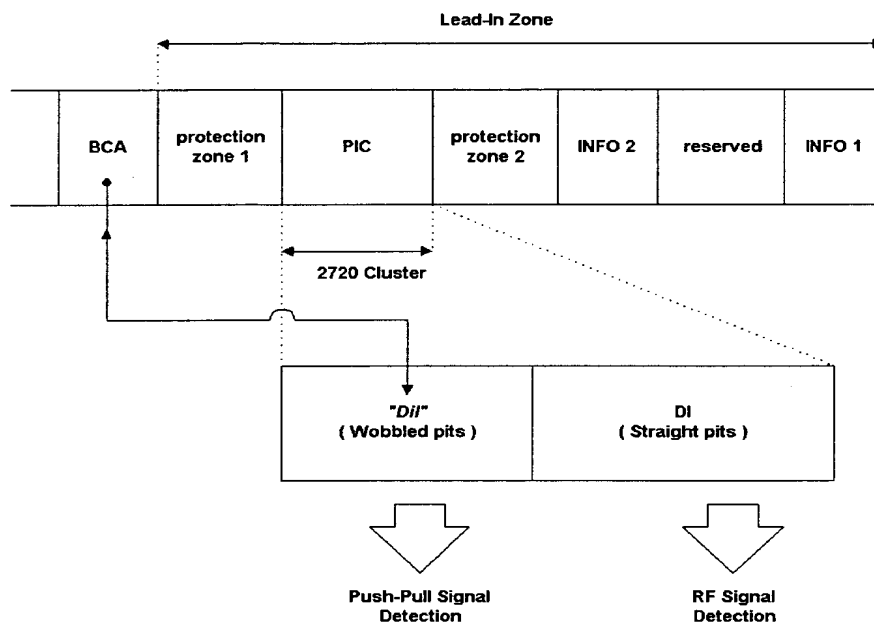 Lead-In Zone
BCA
protection
zone 1
PIC
protection
zone 2
INFO 2
reserved
INFO 1
2720 Cluster
"DiI"
( Wobbled pits )
DI
( Straight pits )
Push-Pull Signal
Detection
RF Signal
Detection